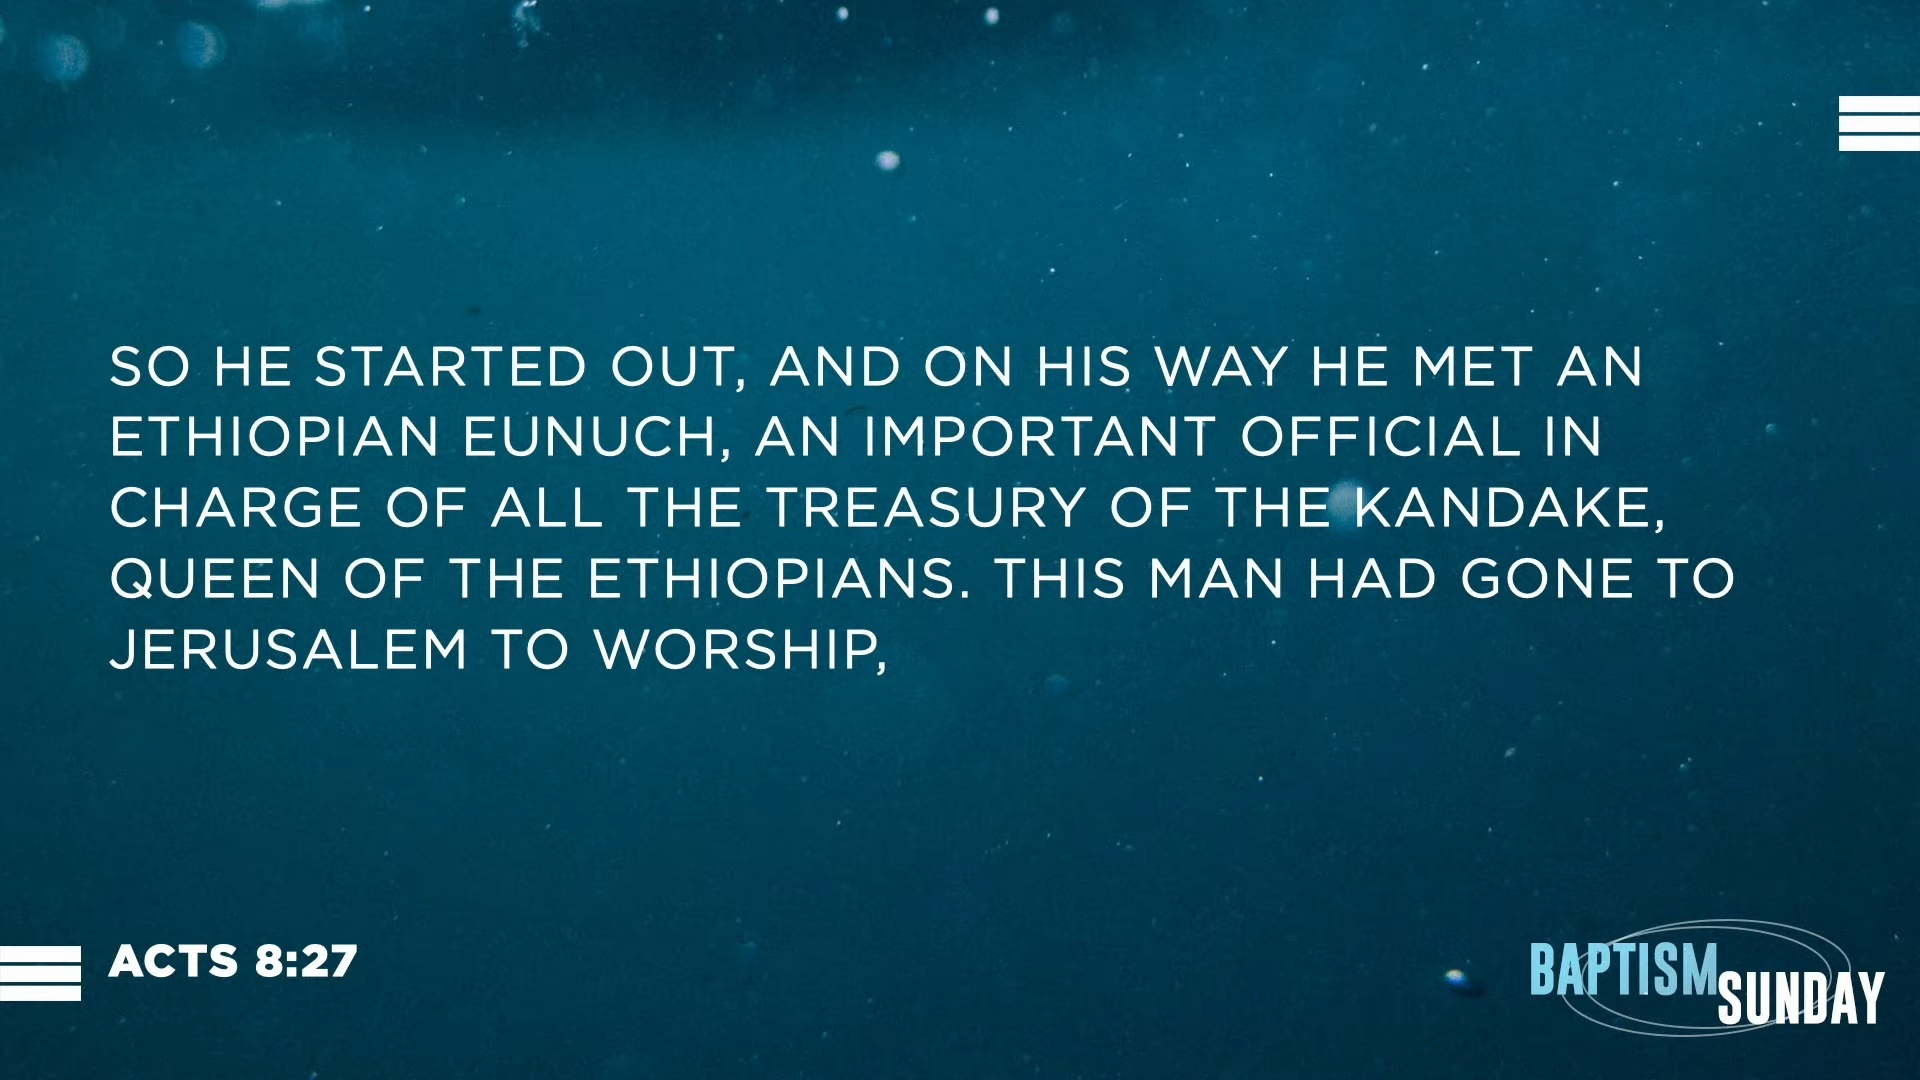 SO HE STARTED OUT, AND ON HIS WAY HE MET AN
ETHIOPIAN EUNUCH, AN IMPORTANT OFFICIAL IN
CHARGE OF ALL THE TREASURY OF THE KANDAKE,
QUEEN OF THE ETHIOPIANS. THIS MAN HAD GONE TO
JERUSALEM TO WORSHIP,
ACTS 8:27
BAPTISM
SUNDAY